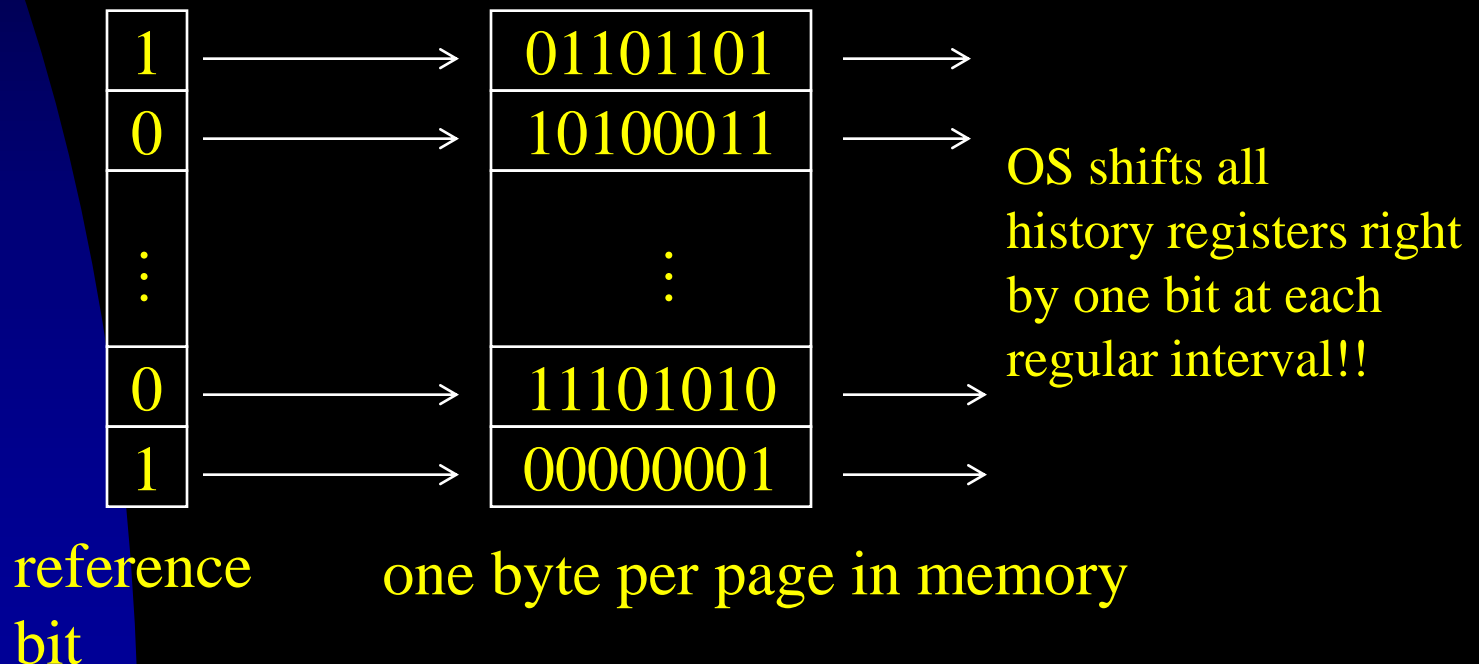 1 01101101
0 10100011
OS shifts all
history registers right
by one bit at each
regular interval!!
⋮ ⋮
0 11101010
1 00000001
reference
bit
one byte per page in memory